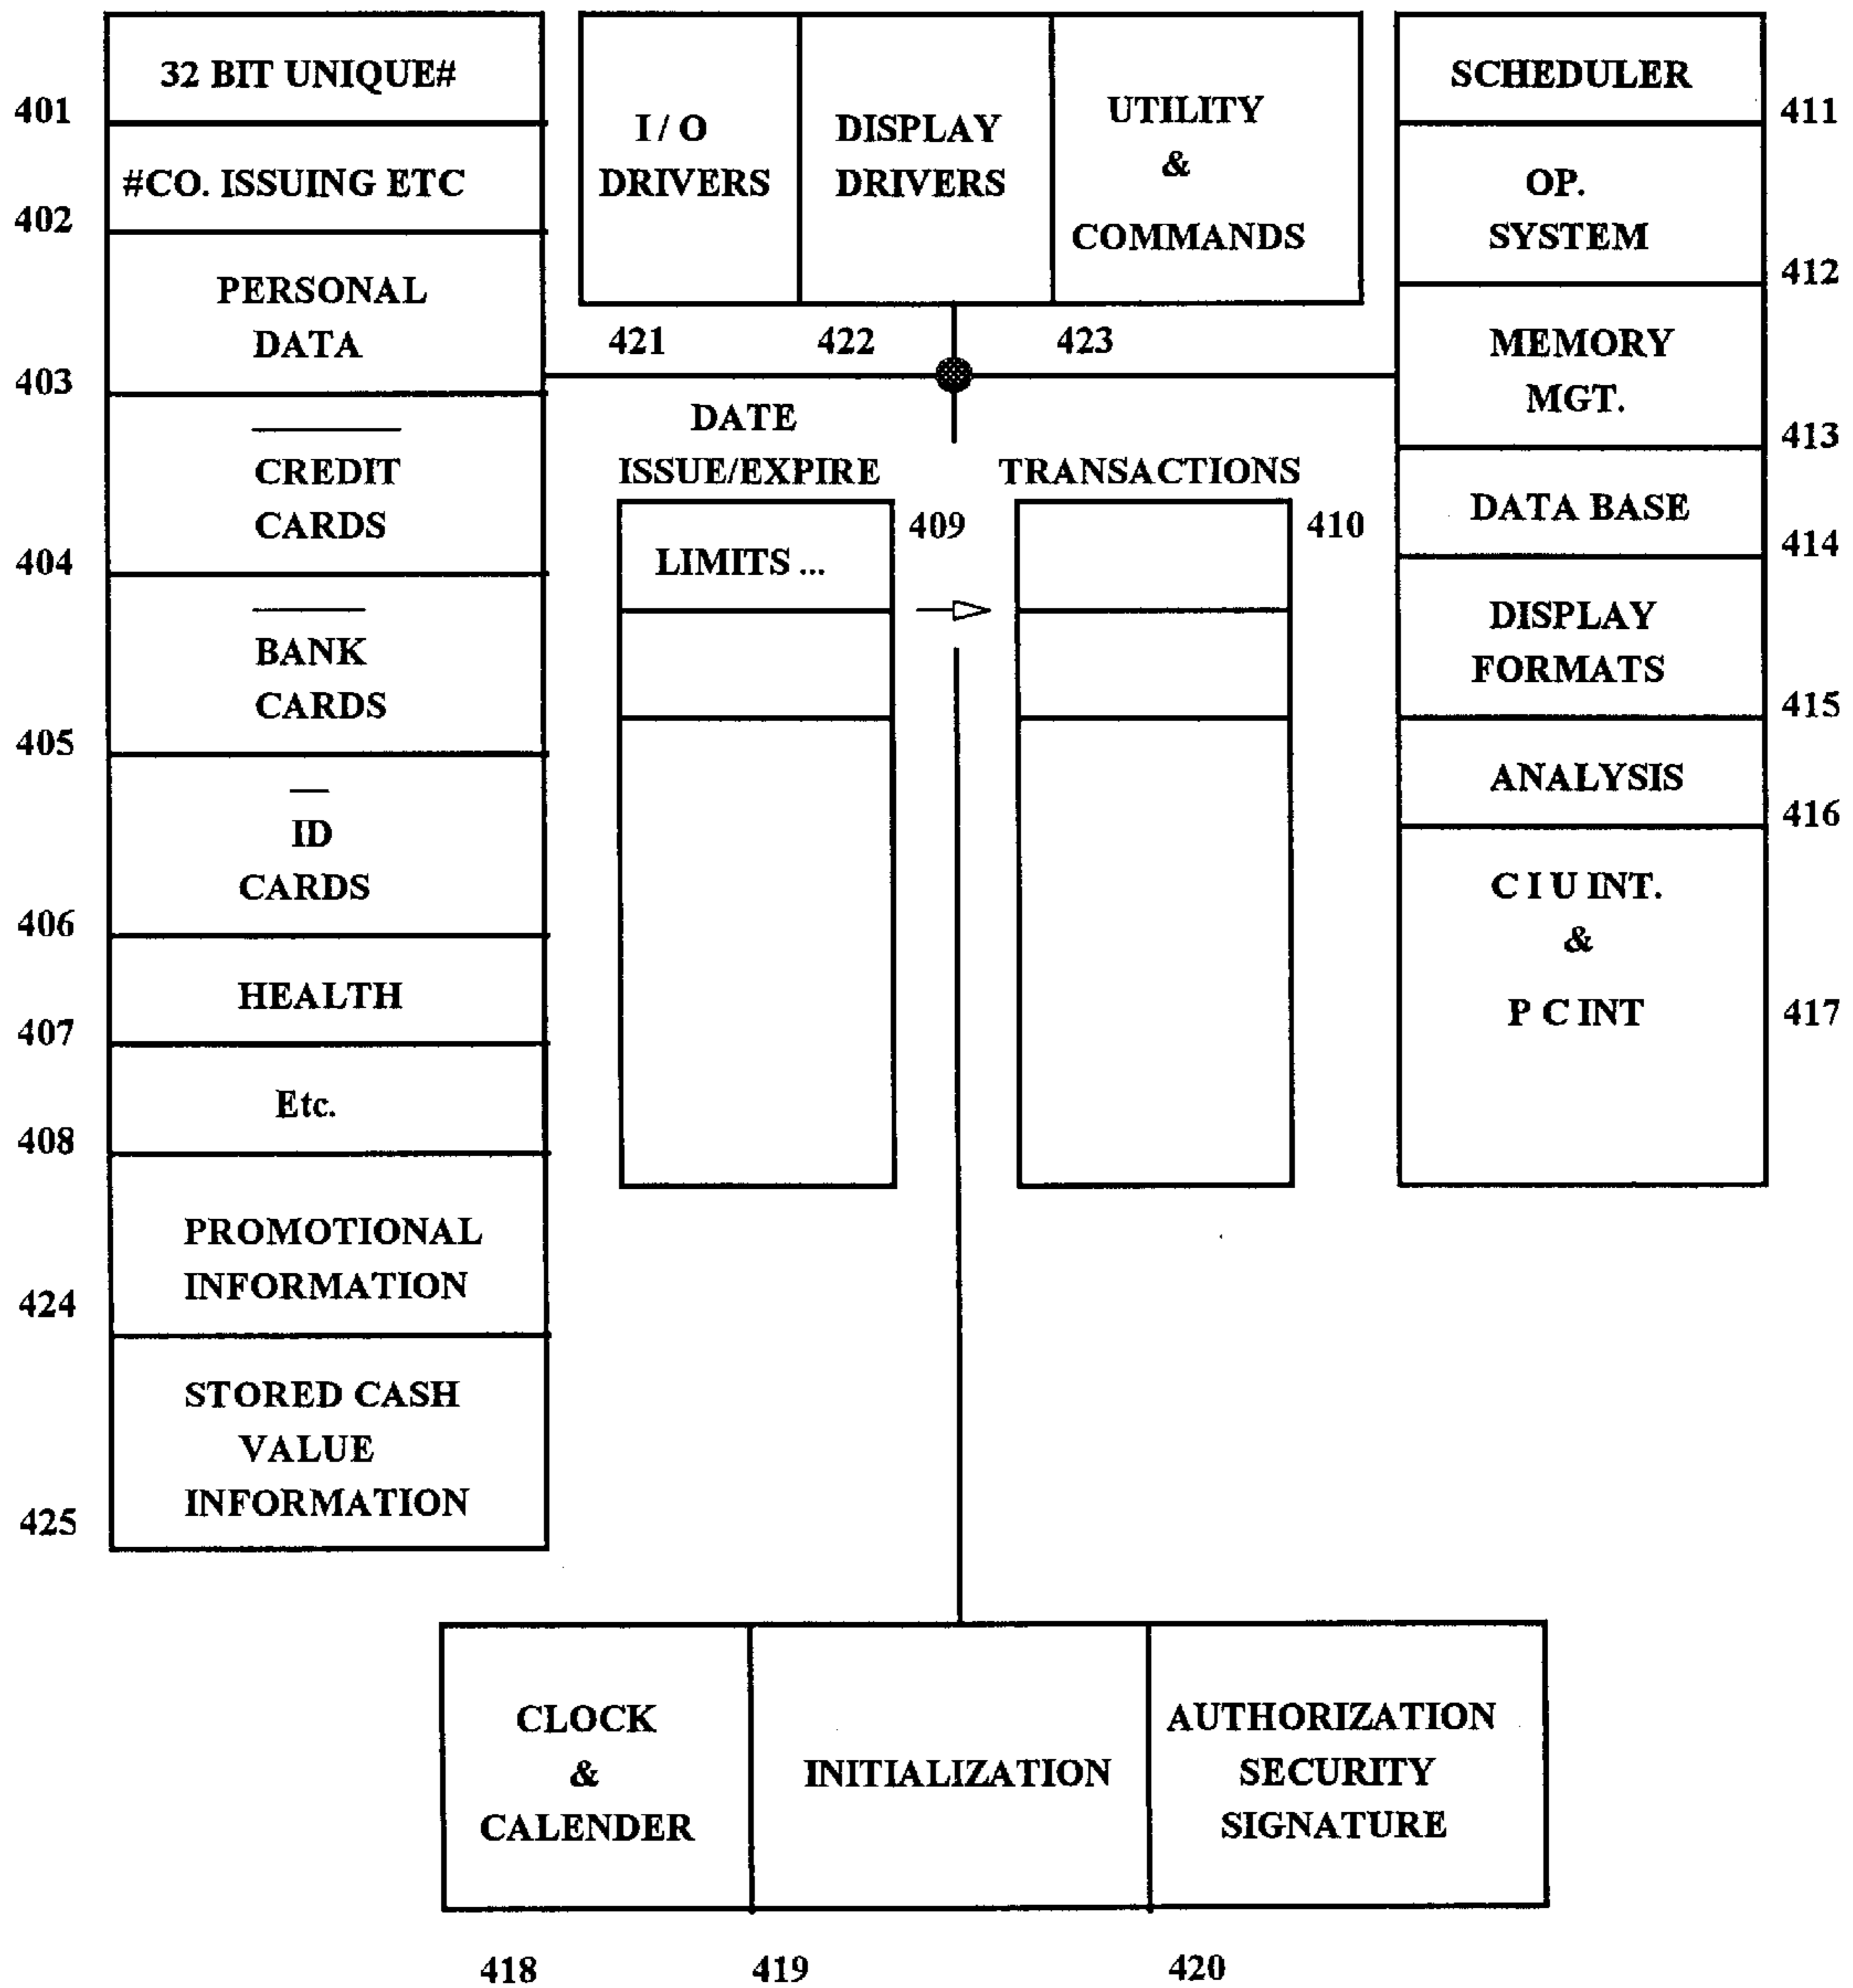 32 BIT UNIQUE#
401
#CO. ISSUING ETC
402
PERSONAL
DATA
403
CREDIT
CARDS
404
BANK
CARDS
405
ID
CARDS
406
HEALTH
407
Etc.
408
PROMOTIONAL
INFORMATION
424
STORED CASH
VALUE
INFORMATION
425
I / O
DRIVERS
421
DISPLAY
DRIVERS
422
UTILITY
&
COMMANDS
423
DATE
ISSUE/EXPIRE
409
LIMITS ...
TRANSACTIONS
410
SCHEDULER
411
OP.
SYSTEM
412
MEMORY
MGT.
413
DATA BASE
414
DISPLAY
FORMATS
415
ANALYSIS
416
C I U INT.
&
P C INT
417
CLOCK
&
CALENDER
418
INITIALIZATION
419
AUTHORIZATION
SECURITY
SIGNATURE
420